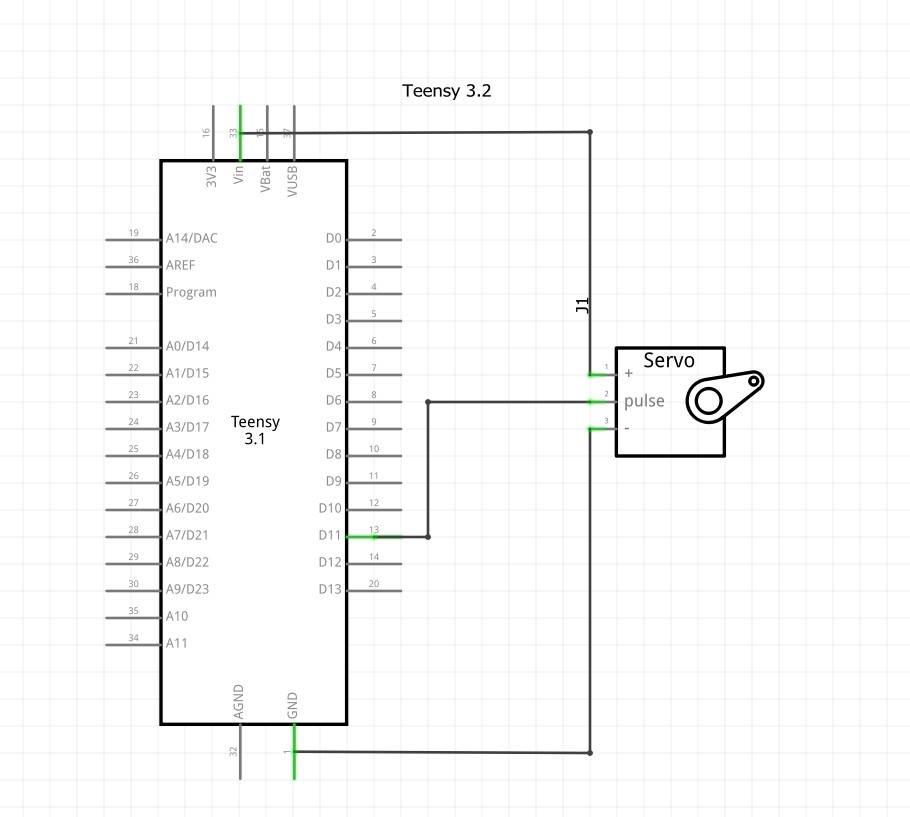 Teensy 3.2
16
33
15
37
3V3
Vin
VBat
VUSB
19 A14/DAC
36 AREF
18 Program
21 A0/D14
22 A1/D15
23 A2/D16
24 A3/D17
25 A4/D18
26 A5/D19
27 A6/D20
28 A7/D21
29 A8/D22
30 A9/D23
35 A10
34 A11
Teensy
3.1
D0 2
D1 3
D2 4
D3 5
D4 6
D5 7
D6 8
D7 9
D8 10
D9 11
D10 12
D11 13
D12 14
D13 20
AGND
GND
32
1
J1
Servo
1 +
2 pulse
3 -